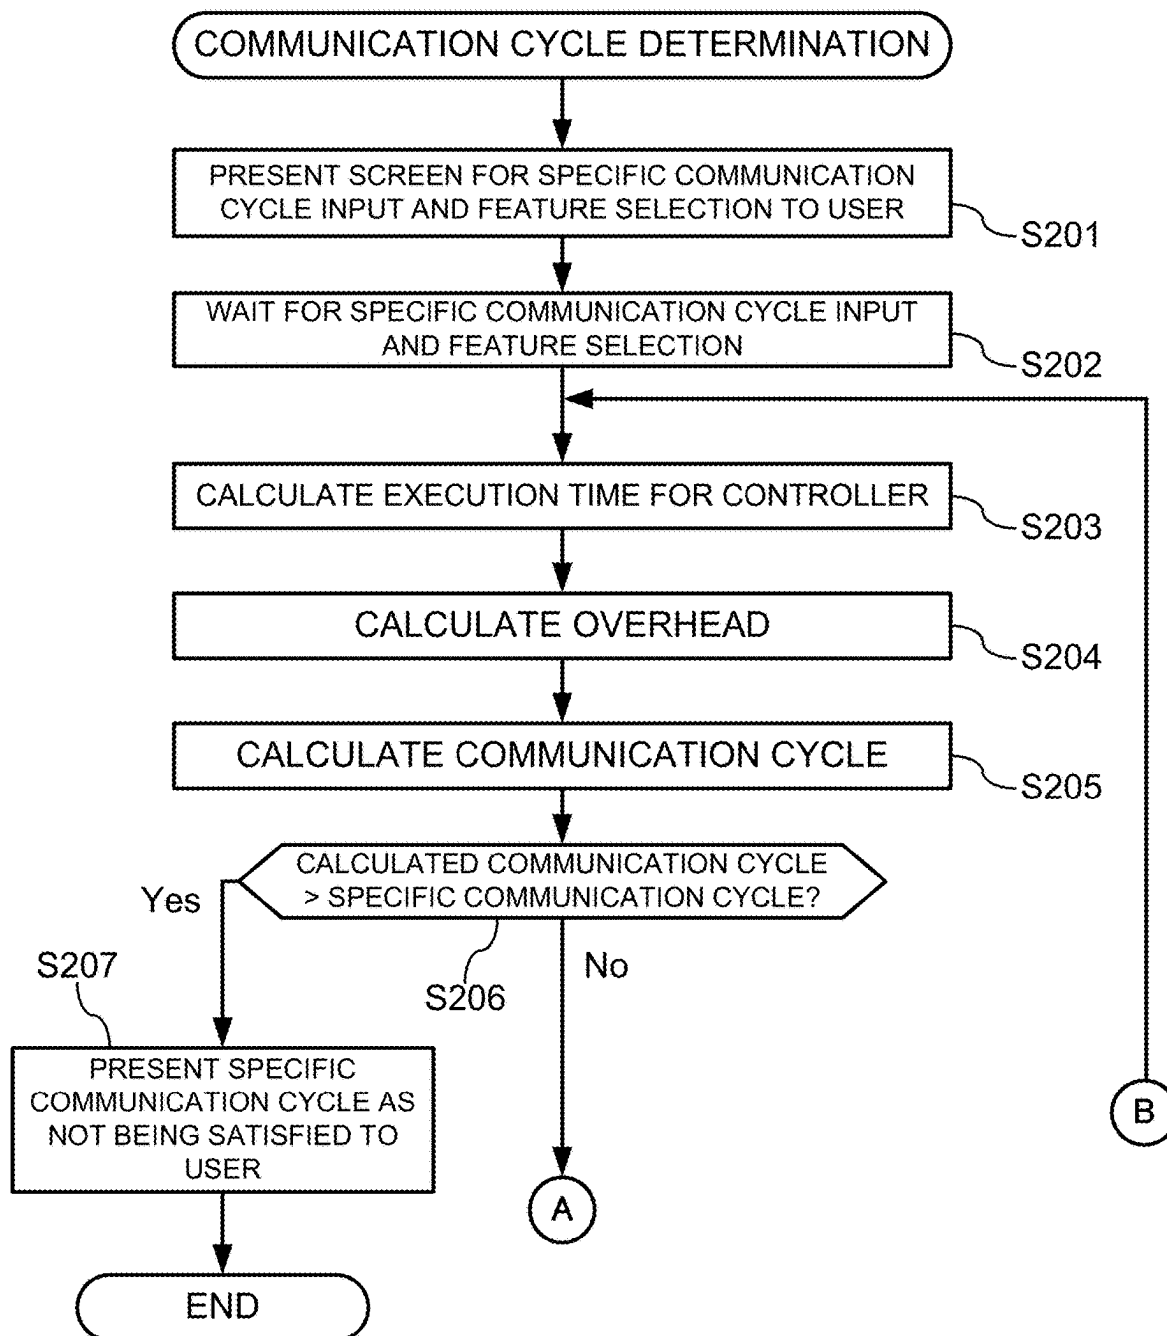 COMMUNICATION CYCLE DETERMINATION
PRESENT SCREEN FOR SPECIFIC COMMUNICATION
CYCLE INPUT AND FEATURE SELECTION TO USER
S201
WAIT FOR SPECIFIC COMMUNICATION CYCLE INPUT
AND FEATURE SELECTION
S202
CALCULATE EXECUTION TIME FOR CONTROLLER
S203
CALCULATE OVERHEAD
S204
CALCULATE COMMUNICATION CYCLE
S205
CALCULATED COMMUNICATION CYCLE
> SPECIFIC COMMUNICATION CYCLE?
Yes
S206
No
S207
PRESENT SPECIFIC
COMMUNICATION CYCLE AS
NOT BEING SATISFIED TO
USER
B
A
END